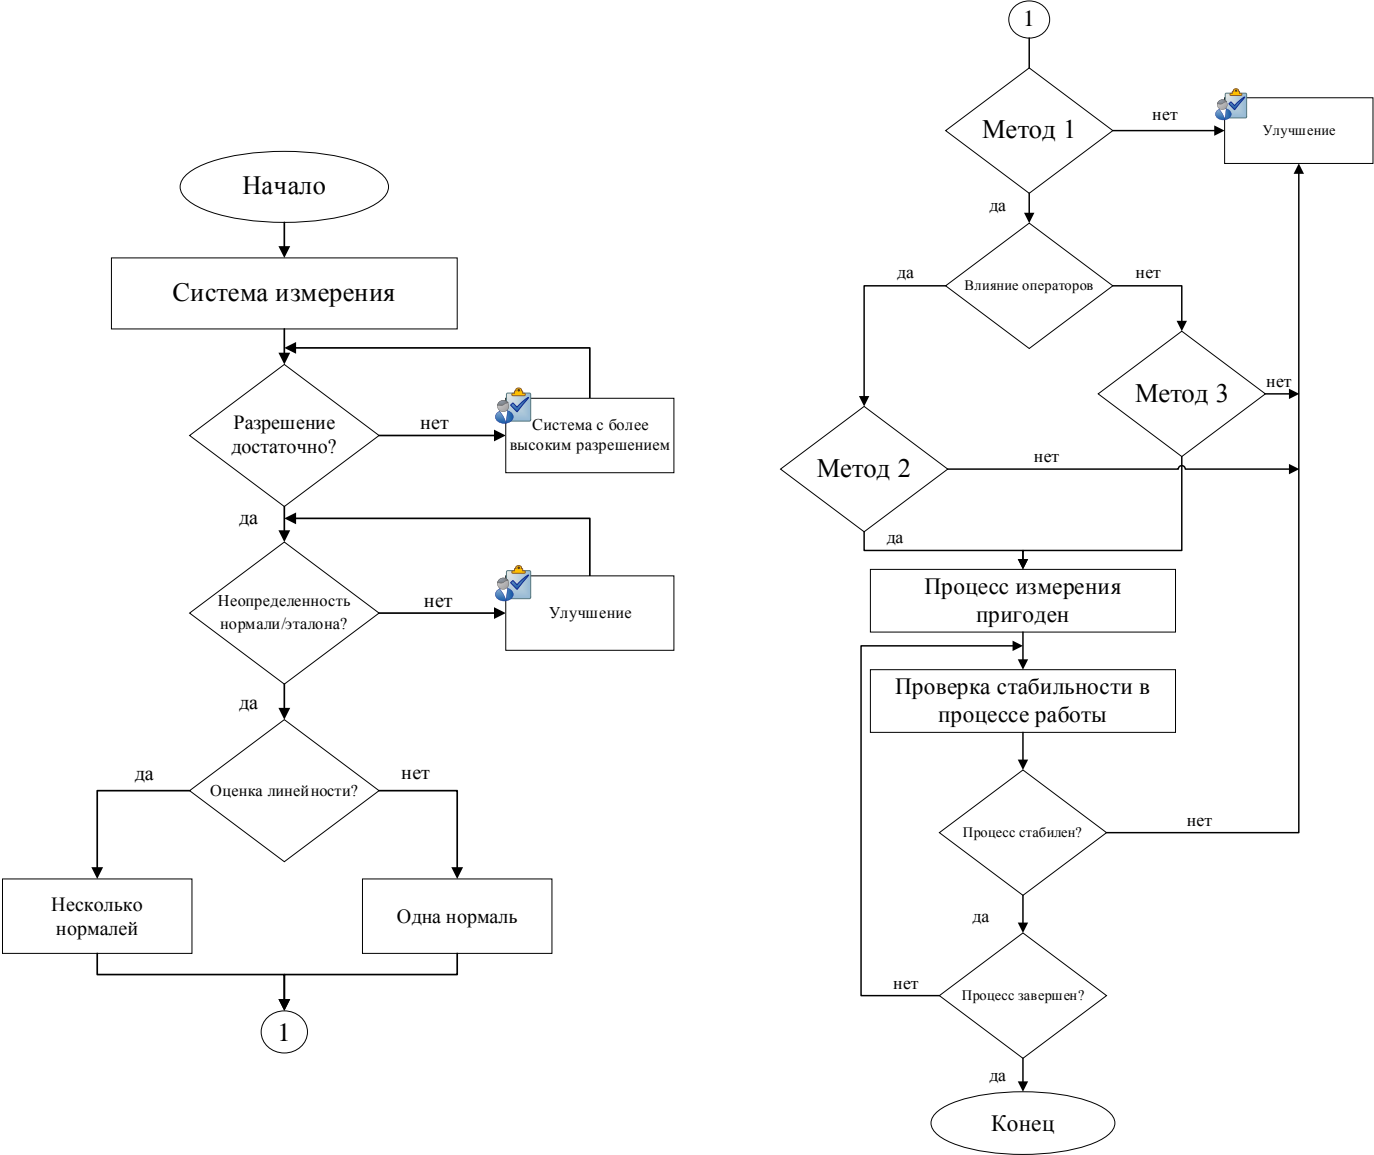 Начало
Система измерения
Разрешение
достаточно?
нет
Система с более
высоким разрешением
да
Неопределенность
нормали/эталона?
нет
Улучшение
да
Оценка линейности?
да
нет
Несколько
нормалей
Одна нормаль
1
1
Метод 1
нет
Улучшение
да
Влияние операторов
да
нет
Метод 3
нет
Метод 2
нет
да
Процесс измерения
пригоден
Проверка стабильности в
процессе работы
Процесс стабилен?
нет
да
Процесс завершен?
нет
да
Конец